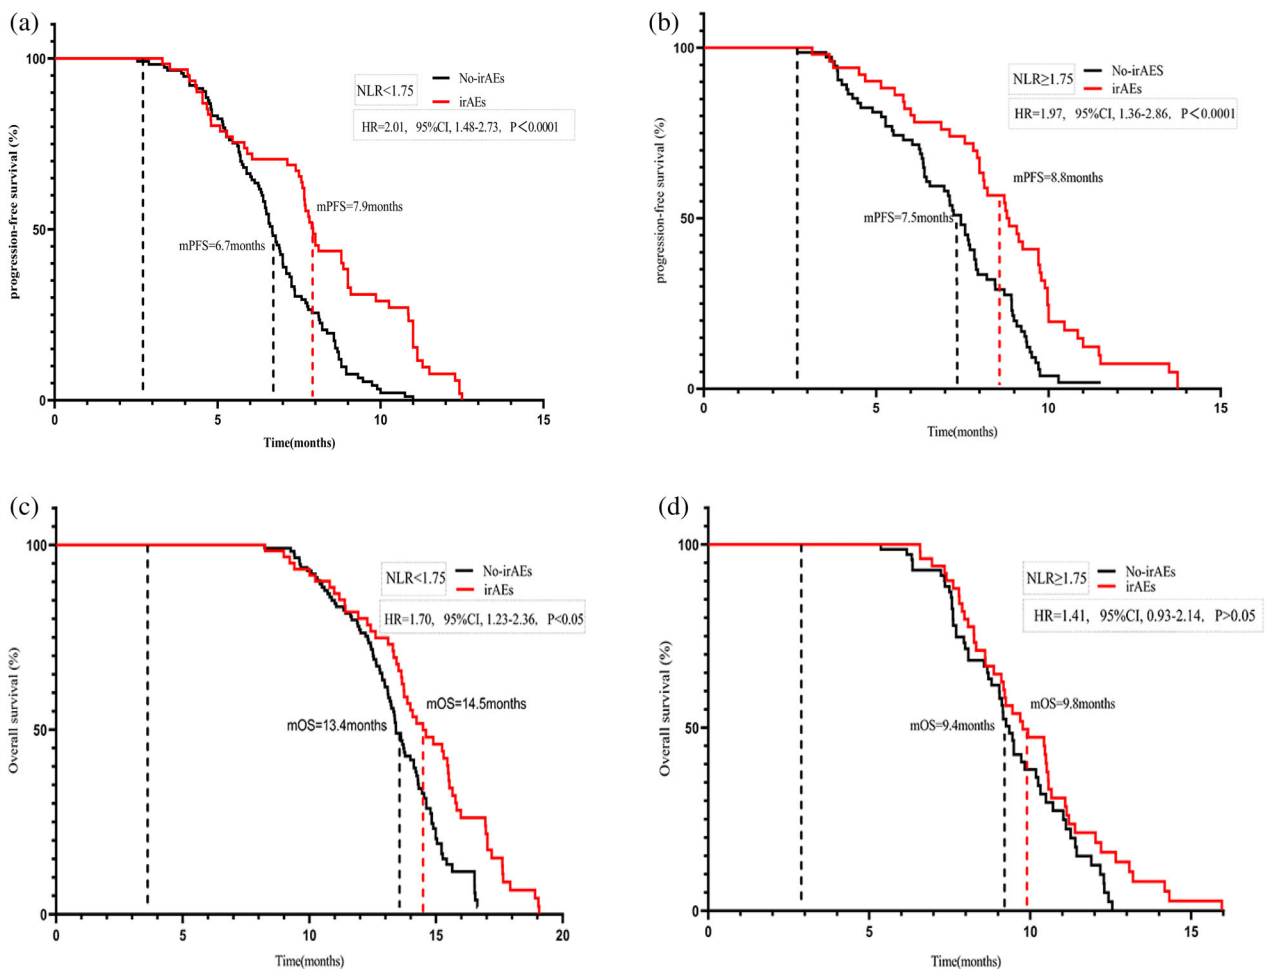 (a)
progression-free survival (%)
100
50
0
0 5 10 15
Time(months)
NLR<1.75
No-irAEs
irAEs
HR=2.01, 95%CI, 1.48-2.73, P<0.0001
mPFS=7.9months
mPFS=6.7months
(b)
progression-free survival (%)
100
50
0
0 5 10 15
Time(months)
NLR≥1.75
No-irAES
irAEs
HR=1.97, 95%CI, 1.36-2.86, P<0.0001
mPFS=8.8months
mPFS=7.5months
(c)
Overall survival (%)
100
50
0
0 5 10 15 20
Time(months)
NLR<1.75
No-irAEs
irAEs
HR=1.70, 95%CI, 1.23-2.36, P<0.05
mOS=14.5months
mOS=13.4months
(d)
Overall survival (%)
100
50
0
0 5 10 15
Time(months)
NLR≥1.75
No-irAEs
irAEs
HR=1.41, 95%CI, 0.93-2.14, P>0.05
mOS=9.8months
mOS=9.4months